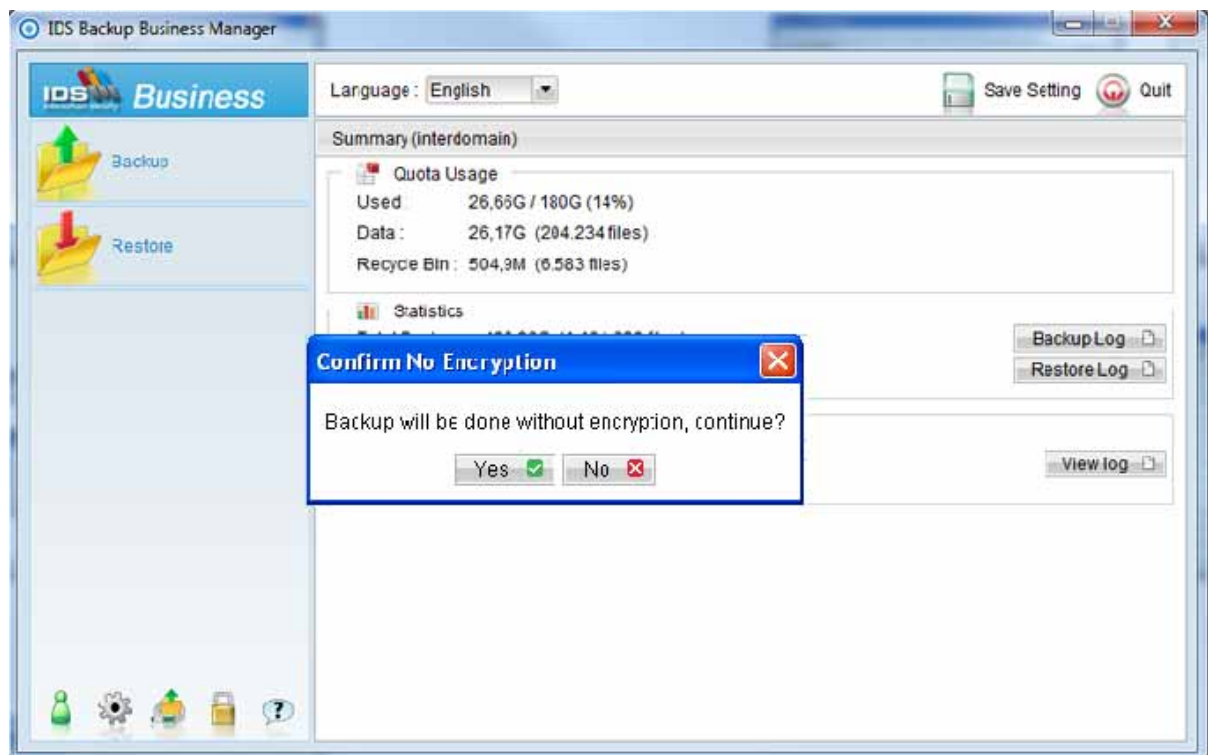 IDS Backup Business Manager
IDS Business
Backup
Restore
Language : English
Save Setting
Quit
Summary (interdomain)
Quota Usage
Used 26,66G / 180G (14%)
Data : 26,17G (204.234 files)
Recycle Bin : 504,9M (6.583 files)
Statistics
Backup Log
Restore Log
View log
Confirm No Encryption
Backup will be done without encryption, continue?
Yes
No